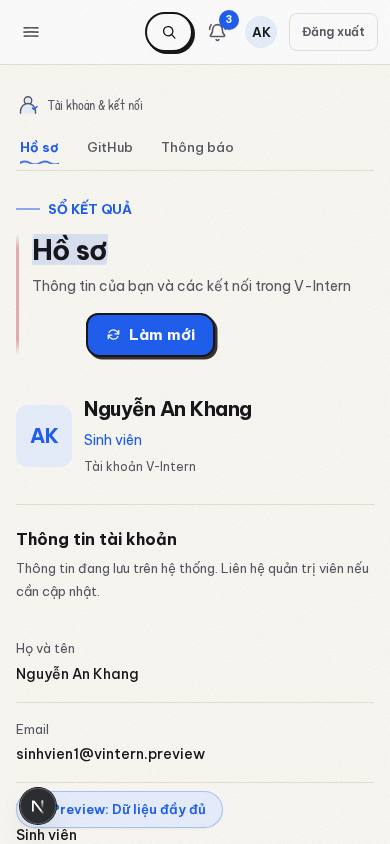 3
AK
Đăng xuất
Tài khoản & kết nối
Hồ sơ
GitHub
Thông báo
SỔ KẾT QUẢ
Hồ sơ
Thông tin của bạn và các kết nối trong V-Intern
Làm mới
AK
Nguyễn An Khang
Sinh viên
Tài khoản V-Intern
Thông tin tài khoản
Thông tin đang lưu trên hệ thống. Liên hệ quản trị viên nếu
cần cập nhật.
Họ và tên
Nguyễn An Khang
Email
sinhvien1@vintern.preview
N
Preview: Dữ liệu đầy đủ
Sinh viên